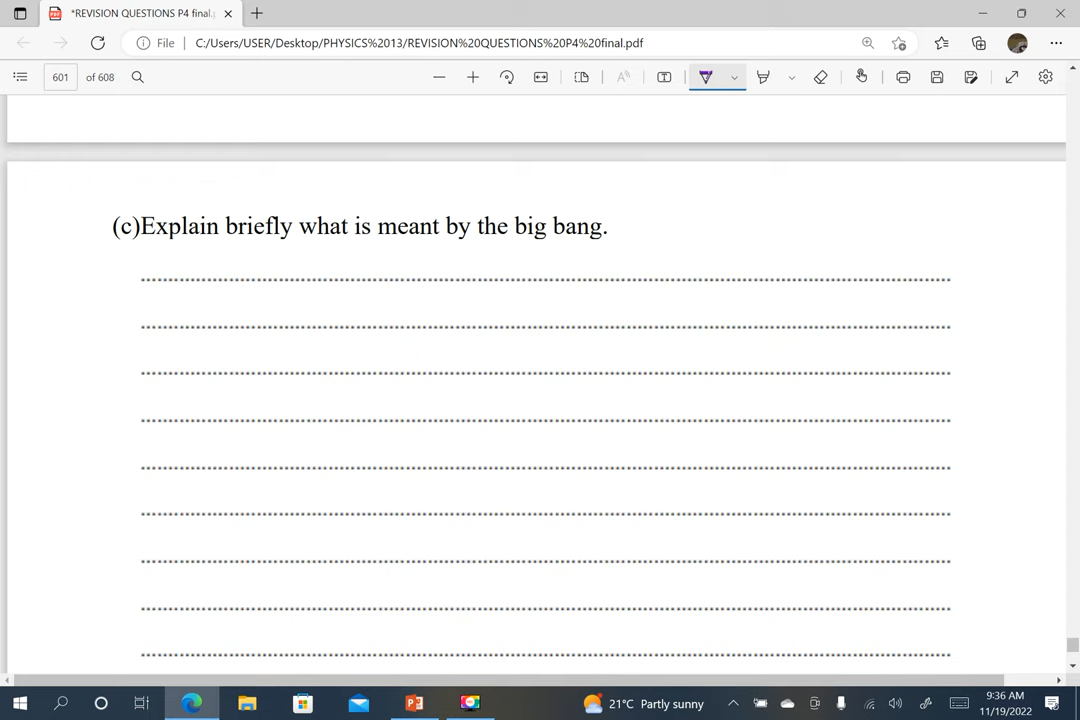 *REVISION QUESTIONS P4 final.
File C:/Users/USER/Desktop/PHYSICS%2013/REVISION%20QUESTIONS%20P4%20final.pdf
601 of 608
(c)Explain briefly what is meant by the big bang.
21°C Partly sunny
9:36 AM
11/19/2022